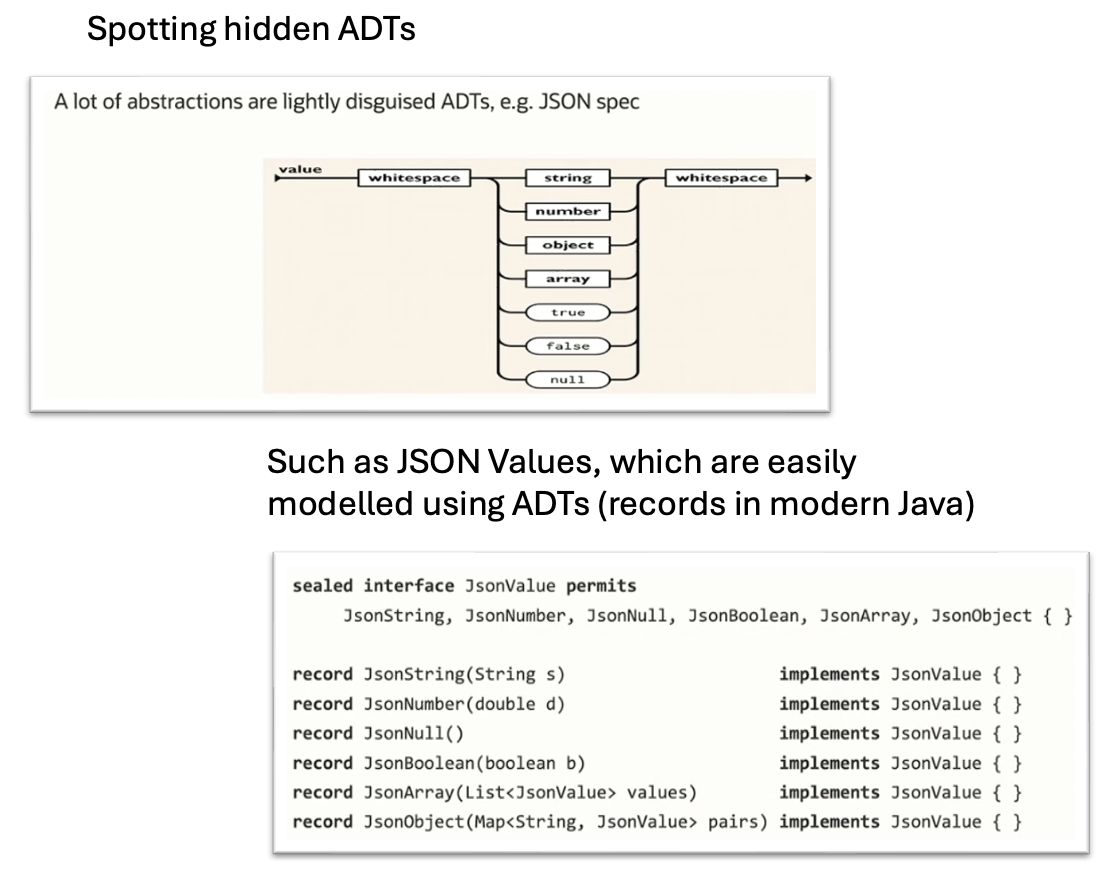 Spotting hidden ADTs
A lot of abstractions are lightly disguised ADTs, e.g. JSON spec
value
whitespace string whitespace
number
object
array
true
false
null
Such as JSON Values, which are easily
modelled using ADTs (records in modern Java)
sealed interface JsonValue permits
JsonString, JsonNumber, JsonNull, JsonBoolean, JsonArray, JsonObject { }
record JsonString(String s) implements JsonValue { }
record JsonNumber(double d) implements JsonValue { }
record JsonNull() implements JsonValue { }
record JsonBoolean(boolean b) implements JsonValue { }
record JsonArray(List<JsonValue> values) implements JsonValue { }
record JsonObject(Map<String, JsonValue> pairs) implements JsonValue { }